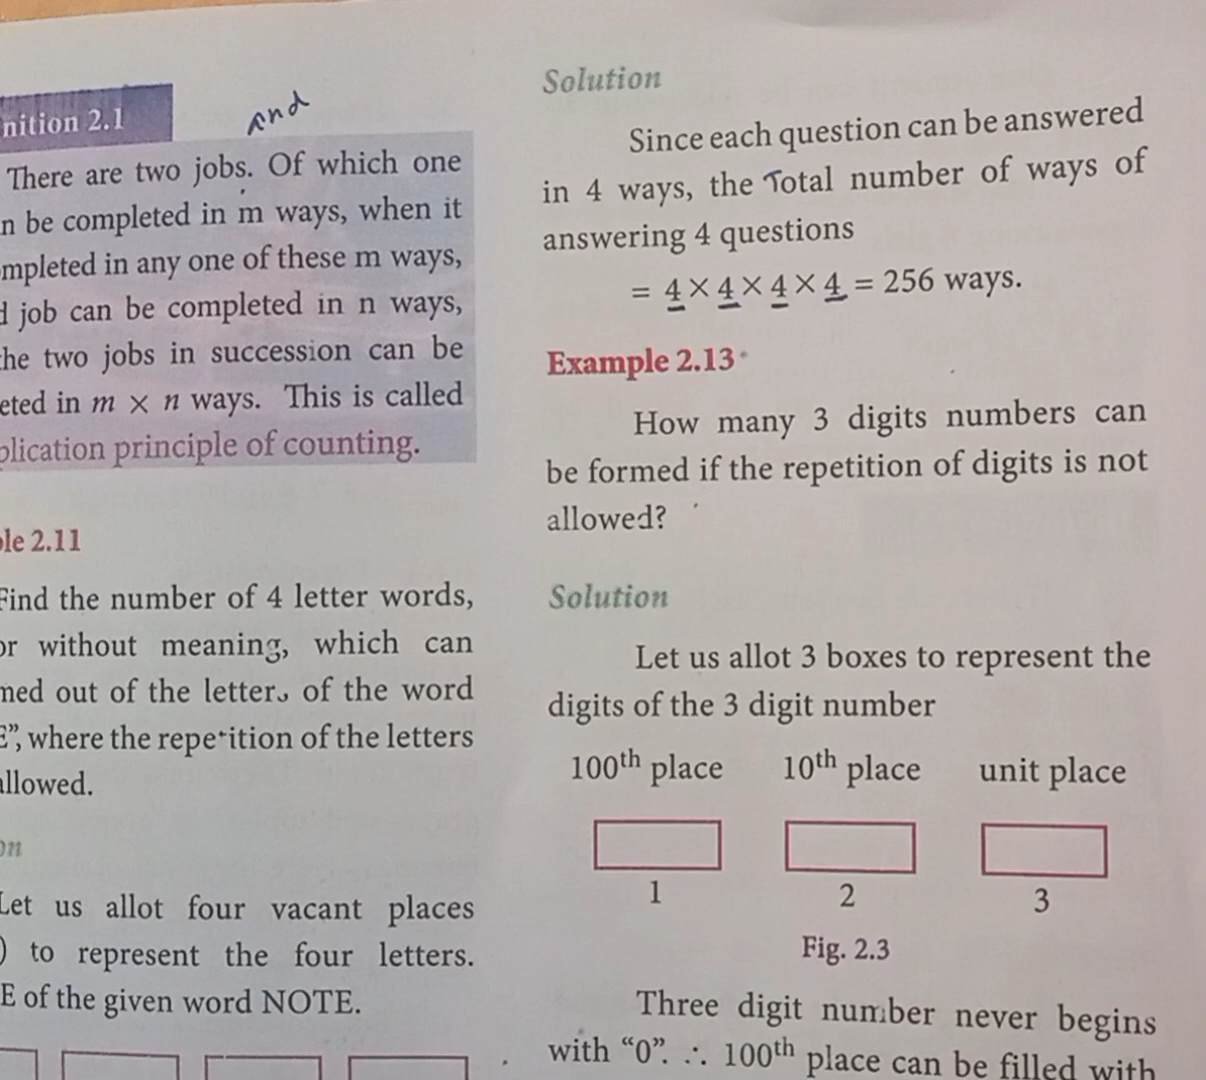 nition 2.1
and
There are two jobs. Of which one
n be completed in m ways, when it
mpleted in any one of these m ways,
d job can be completed in n ways,
he two jobs in succession can be
eted in m × n ways. This is called
plication principle of counting.
le 2.11
Find the number of 4 letter words,
or without meaning, which can
med out of the letters of the word
E”, where the repetition of the letters
allowed.
on
Let us allot four vacant places
) to represent the four letters.
E of the given word NOTE.
Solution
Since each question can be answered
in 4 ways, the Total number of ways of
answering 4 questions
= 4 × 4 × 4 × 4 = 256 ways.
Example 2.13
How many 3 digits numbers can
be formed if the repetition of digits is not
allowed?
Solution
Let us allot 3 boxes to represent the
digits of the 3 digit number
100th place 10th place unit place
1 2 3
Fig. 2.3
Three digit number never begins
with “0”. ∴ 100th place can be filled with